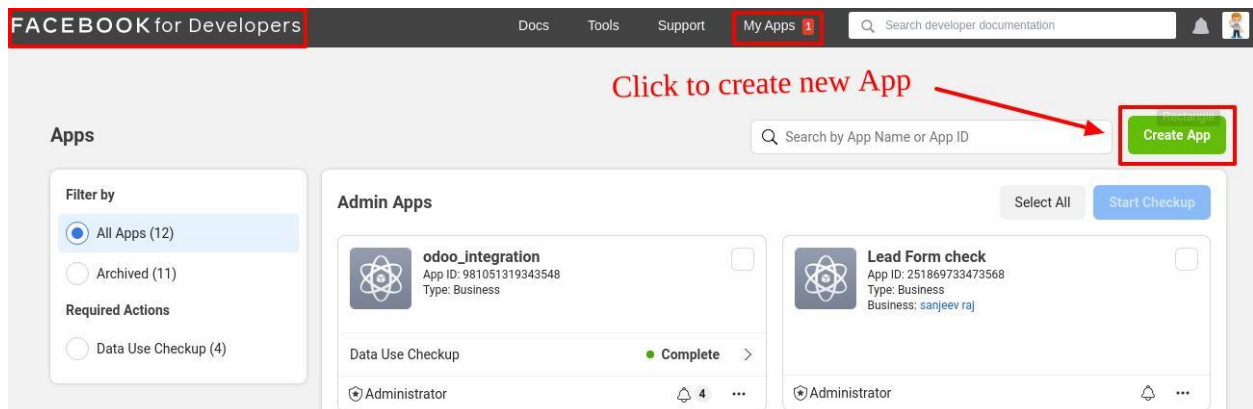 FACEBOOK for Developers
Docs
Tools
Support
My Apps 1
Search developer documentation
Click to create new App
Rectangle
Apps
Search by App Name or App ID
Create App
Filter by
All Apps (12)
Archived (11)
Required Actions
Data Use Checkup (4)
Admin Apps
Select All
Start Checkup
odoo_integration
App ID: 981051319343548
Type: Business
Data Use Checkup
Complete
Administrator
4
Lead Form check
App ID: 251869733473568
Type: Business
Business: sanjeev raj
Administrator